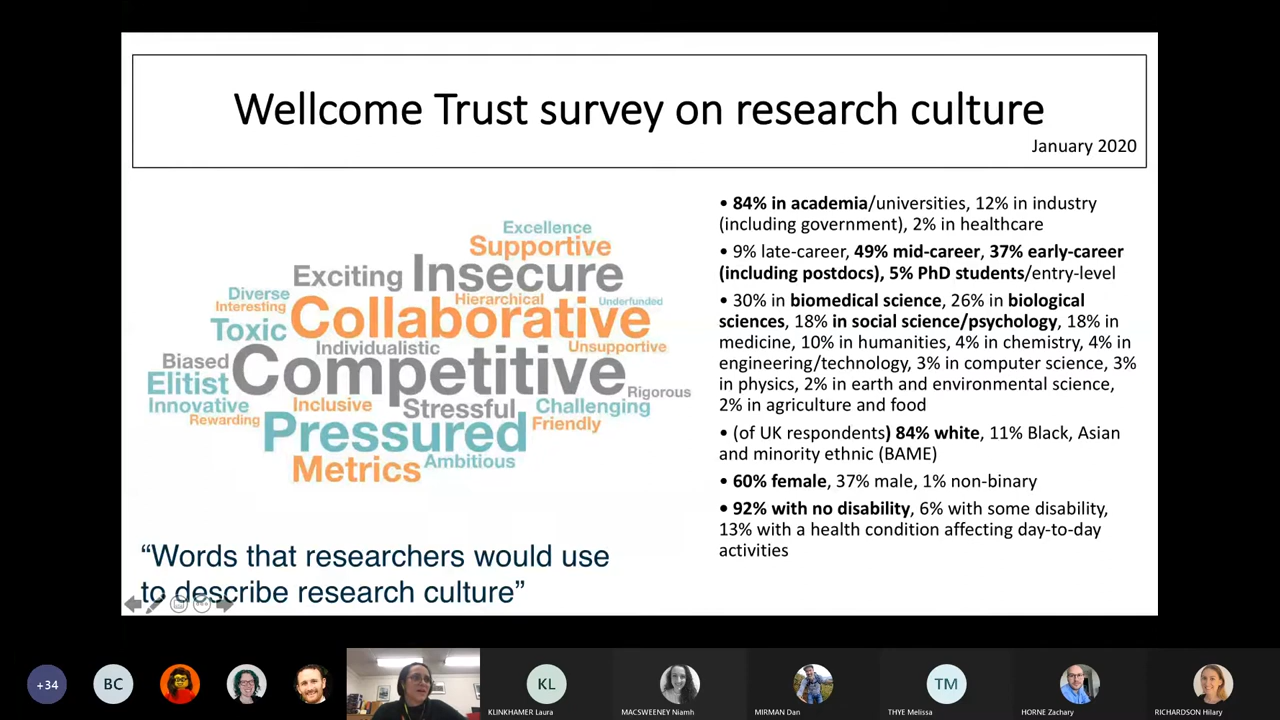 Wellcome Trust survey on research culture
January 2020
Excellence
Supportive
Exciting Insecure
Diverse Hierarchical Underfunded
Interesting
Toxic Collaborative
Individualistic Unsupportive
Biased Competitive
Elitist Rigorous
Innovative Inclusive Stressful Challenging
Rewarding Pressured Friendly
Metrics Ambitious
“Words that researchers would use
to describe research culture”
• 84% in academia/universities, 12% in industry
(including government), 2% in healthcare
• 9% late-career, 49% mid-career, 37% early-career
(including postdocs), 5% PhD students/entry-level
• 30% in biomedical science, 26% in biological
sciences, 18% in social science/psychology, 18% in
medicine, 10% in humanities, 4% in chemistry, 4% in
engineering/technology, 3% in computer science, 3%
in physics, 2% in earth and environmental science,
2% in agriculture and food
• (of UK respondents) 84% white, 11% Black, Asian
and minority ethnic (BAME)
• 60% female, 37% male, 1% non-binary
• 92% with no disability, 6% with some disability,
13% with a health condition affecting day-to-day
activities
+34
BC
KL
TM
KLINKHAMER Laura
MACSWEENEY Niamh
MIRMAN Dan
THYE Melissa
HORNE Zachary
RICHARDSON Hilary